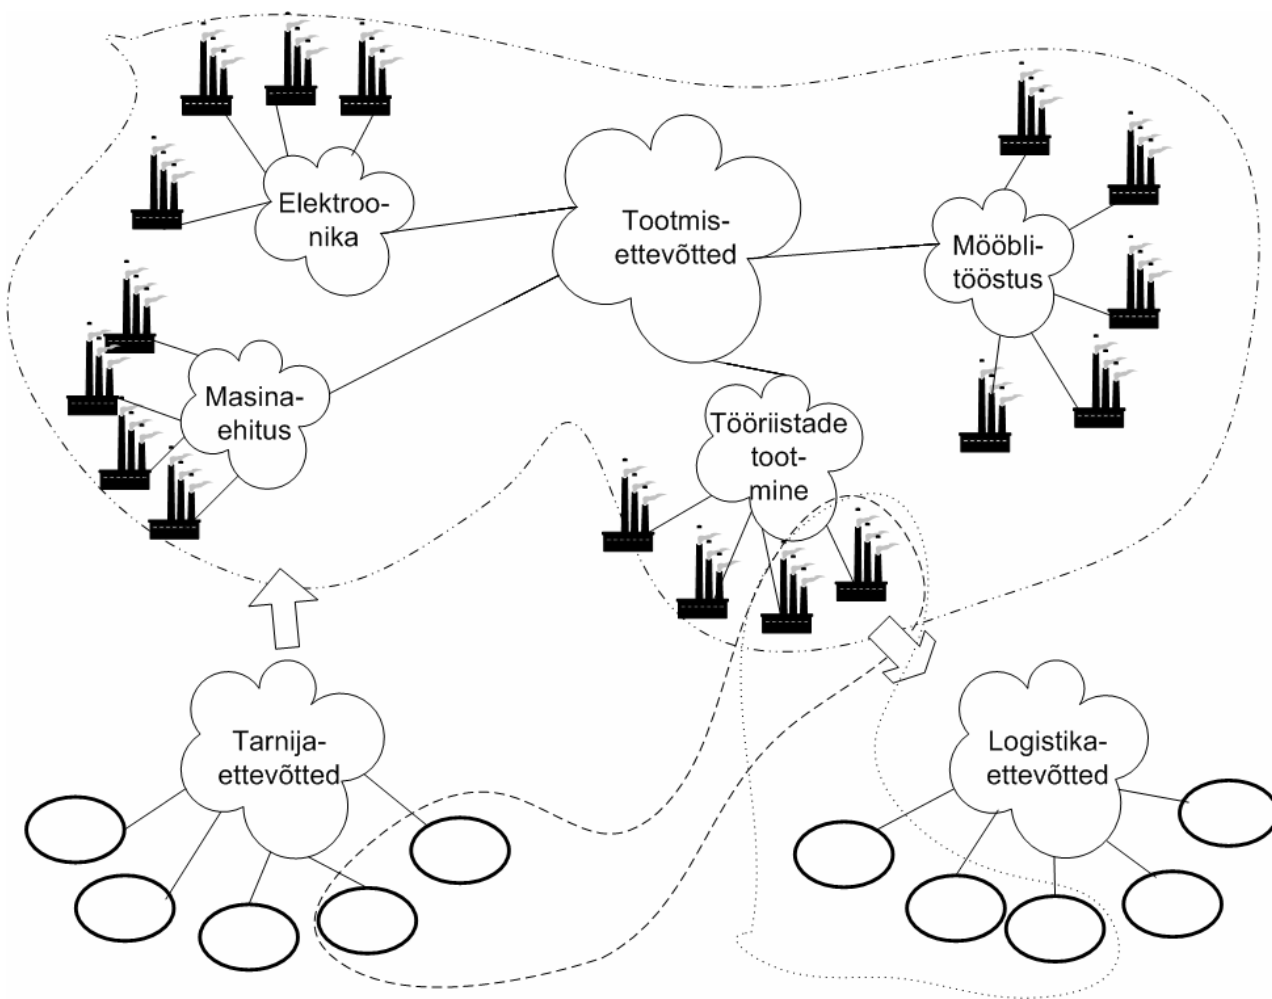 Elektroo-
nika
Tootmis-
ettevõtted
Mööbli-
tööstus
Masina-
ehitus
Tööriistade
toot-
mine
Tarnija-
ettevõtted
Logistika-
ettevõtted